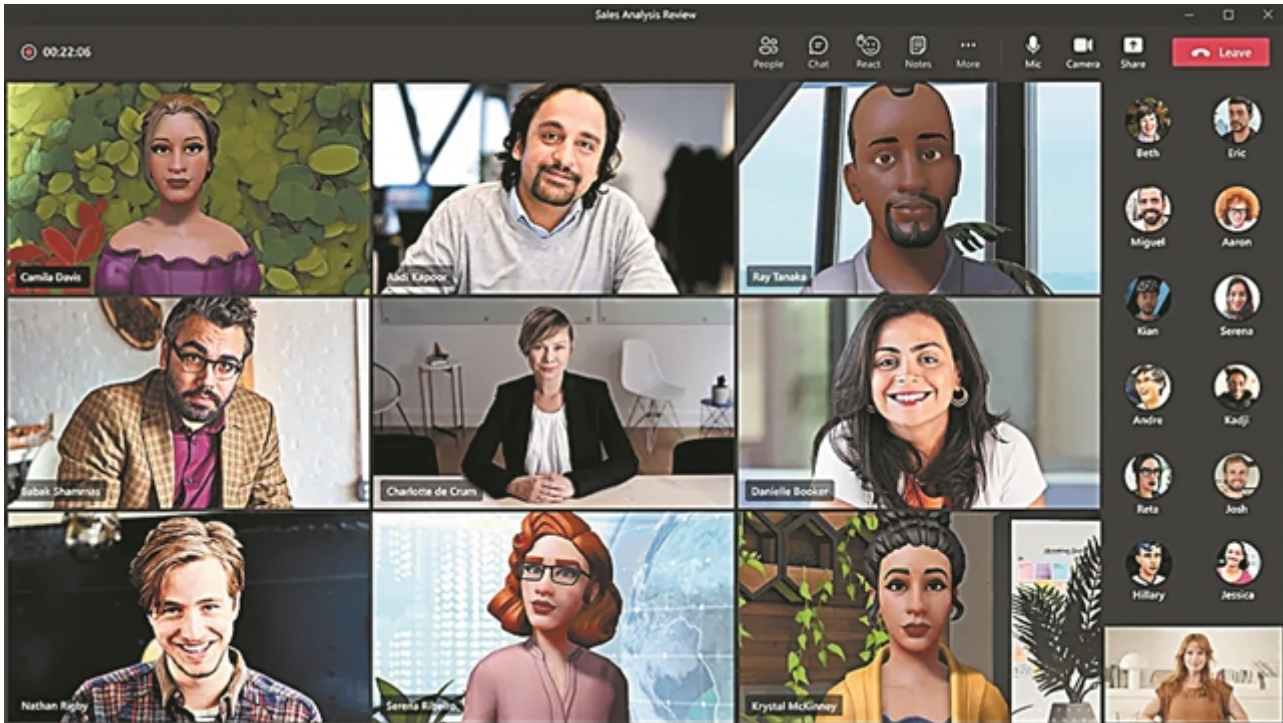 Sales Analysis Review
00:22:06
People Chat React Notes More Mic Camera Share Leave
Camila Davis
Aadi Kapoor
Ray Tanaka
Beth Eric
Miguel Aaron
Kian Serena
Babak Shammas
Charlotte de Crum
Danielle Booker
Andre Kadji
Reta Josh
Hillary Jessica
Nathan Rigby
Serena Ribeiro
Krystal McKinney